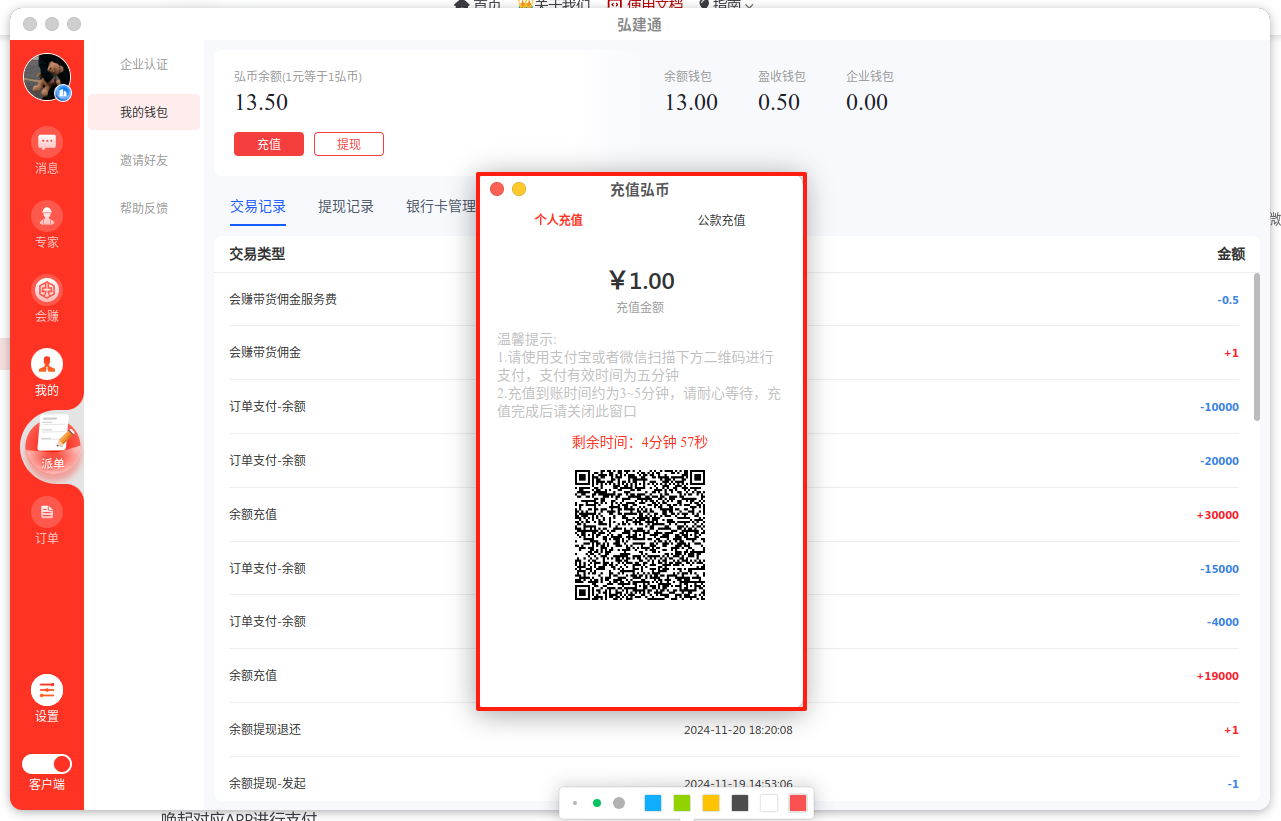 首页
关于我们
使用文档
指南
弘建通
消息
专家
会赚
我的
派单
订单
设置
客户端
企业认证
我的钱包
邀请好友
帮助反馈
弘币余额(1元等于1弘币)
13.50
充值
提现
余额钱包
13.00
盈收钱包
0.50
企业钱包
0.00
交易记录
提现记录
银行卡管理
交易类型
金额
会赚带货佣金服务费
-0.5
会赚带货佣金
+1
订单支付-余额
-10000
订单支付-余额
-20000
余额充值
+30000
订单支付-余额
-15000
订单支付-余额
-4000
余额充值
+19000
余额提现退还
2024-11-20 18:20:08
+1
余额提现-发起
2024-11-19 14:53:06
-1
充值弘币
个人充值
公款充值
￥1.00
充值金额
温馨提示:
1.请使用支付宝或者微信扫描下方二维码进行
支付，支付有效时间为五分钟
2.充值到账时间约为3~5分钟，请耐心等待，充
值完成后请关闭此窗口
剩余时间：4分钟 57秒
微
唤起对应APP进行支付